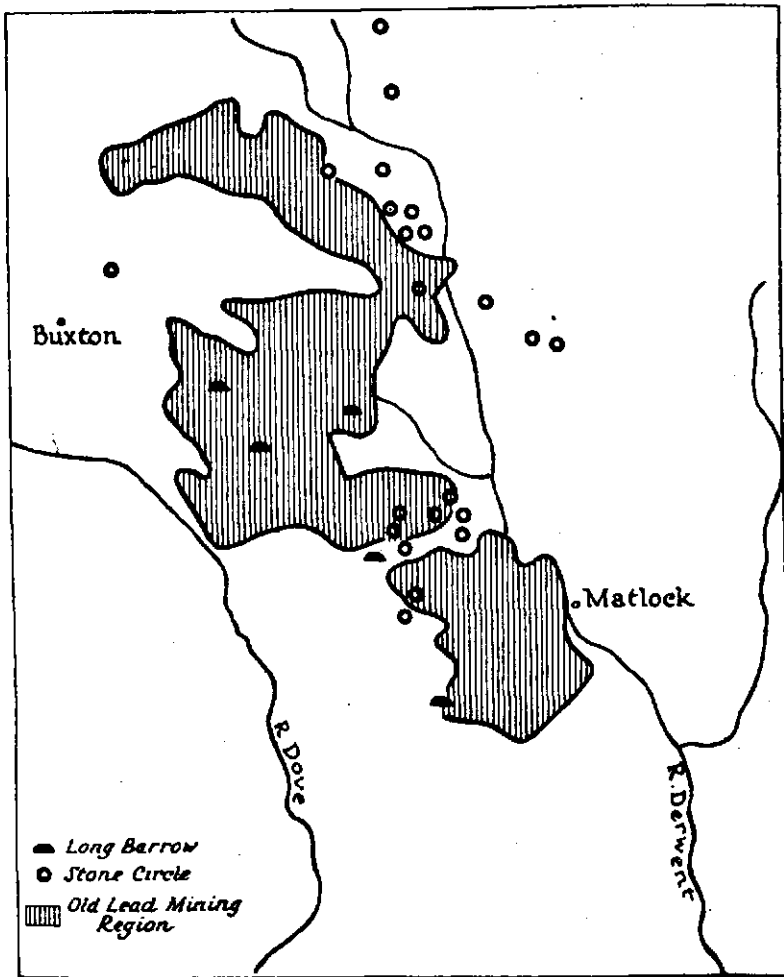 Buxton
Matlock
R. Dove
R. Derwent
Long Barrow
Stone Circle
Old Lead Mining
Region